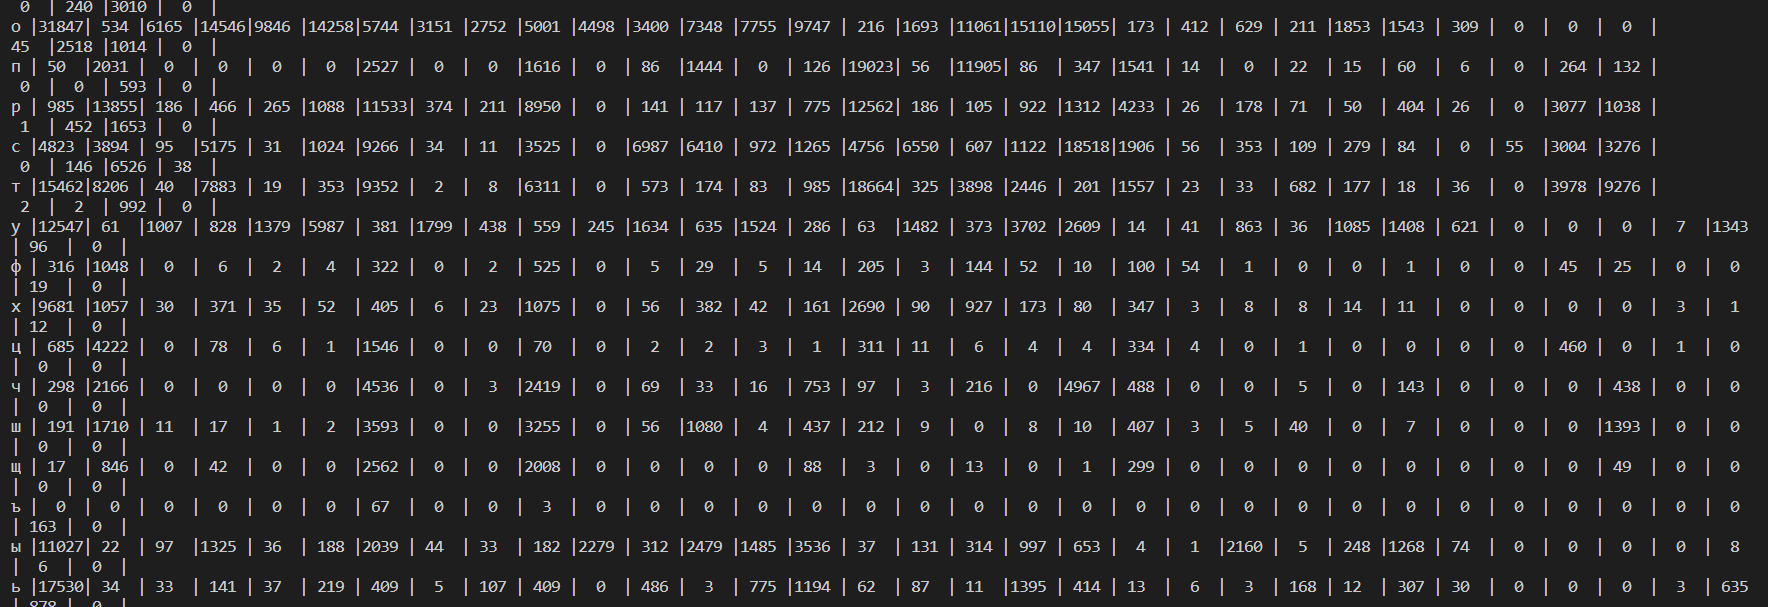 0  | 240 |3010 |  0  |
о |31847| 534 |6165 |14546|9846 |14258|5744 |3151 |2752 |5001 |4498 |3400 |7348 |7755 |9747 | 216 |1693 |11061|15110|15055| 173 | 412 | 629 | 211 |1853 |1543 | 309 |  0  |  0  |  0  |
45  |2518 |1014 |  0  |
п | 50  |2031 |  0  |  0  |  0  |  0  |2527 |  0  |  0  |1616 |  0  | 86  |1444 |  0  | 126 |19023| 56  |11905| 86  | 347 |1541 | 14  |  0  | 22  | 15  | 60  |  6  |  0  | 264 | 132 |
0  |  0  | 593 |  0  |
р | 985 |13855| 186 | 466 | 265 |1088 |11533| 374 | 211 |8950 |  0  | 141 | 117 | 137 | 775 |12562| 186 | 105 | 922 |1312 |4233 | 26  | 178 | 71  | 50  | 404 | 26  |  0  |3077 |1038 |
1  | 452 |1653 |  0  |
с |4823 |3894 | 95  |5175 | 31  |1024 |9266 | 34  | 11  |3525 |  0  |6987 |6410 | 972 |1265 |4756 |6550 | 607 |1122 |18518|1906 | 56  | 353 | 109 | 279 | 84  |  0  | 55  |3004 |3276 |
0  | 146 |6526 | 38  |
т |15462|8206 | 40  |7883 | 19  | 353 |9352 |  2  |  8  |6311 |  0  | 573 | 174 | 83  | 985 |18664| 325 |3898 |2446 | 201 |1557 | 23  | 33  | 682 | 177 | 18  | 36  |  0  |3978 |9276 |
2  |  2  | 992 |  0  |
у |12547| 61  |1007 | 828 |1379 |5987 | 381 |1799 | 438 | 559 | 245 |1634 | 635 |1524 | 286 | 63  |1482 | 373 |3702 |2609 | 14  | 41  | 863 | 36  |1085 |1408 | 621 |  0  |  0  |  0  |  7  |1343
| 96  |  0  |
ф | 316 |1048 |  0  |  6  |  2  |  4  | 322 |  0  |  2  | 525 |  0  |  5  | 29  |  5  | 14  | 205 |  3  | 144 | 52  | 10  | 100 | 54  |  1  |  0  |  0  |  1  |  0  |  0  | 45  | 25  |  0  |  0
| 19  |  0  |
х |9681 |1057 | 30  | 371 | 35  | 52  | 405 |  6  | 23  |1075 |  0  | 56  | 382 | 42  | 161 |2690 | 90  | 927 | 173 | 80  | 347 |  3  |  8  |  8  | 14  | 11  |  0  |  0  |  0  |  0  |  3  |  1
| 12  |  0  |
ц | 685 |4222 |  0  | 78  |  6  |  1  |1546 |  0  |  0  | 70  |  0  |  2  |  2  |  3  |  1  | 311 | 11  |  6  |  4  |  4  | 334 |  4  |  0  |  1  |  0  |  0  |  0  |  0  | 460 |  0  |  1  |  0
|  0  |  0  |
ч | 298 |2166 |  0  |  0  |  0  |  0  |4536 |  0  |  3  |2419 |  0  | 69  | 33  | 16  | 753 | 97  |  3  | 216 |  0  |4967 | 488 |  0  |  0  |  5  |  0  | 143 |  0  |  0  |  0  | 438 |  0  |  0
|  0  |  0  |
ш | 191 |1710 | 11  | 17  |  1  |  2  |3593 |  0  |  0  |3255 |  0  | 56  |1080 |  4  | 437 | 212 |  9  |  0  |  8  | 10  | 407 |  3  |  5  | 40  |  0  |  7  |  0  |  0  |  0  |1393 |  0  |  0
|  0  |  0  |
щ | 17  | 846 |  0  | 42  |  0  |  0  |2562 |  0  |  0  |2008 |  0  |  0  |  0  |  0  | 88  |  3  |  0  | 13  |  0  |  1  | 299 |  0  |  0  |  0  |  0  |  0  |  0  |  0  |  0  | 49  |  0  |  0
|  0  |  0  |
ъ |  0  |  0  |  0  |  0  |  0  |  0  | 67  |  0  |  0  |  3  |  0  |  0  |  0  |  0  |  0  |  0  |  0  |  0  |  0  |  0  |  0  |  0  |  0  |  0  |  0  |  0  |  0  |  0  |  0  |  0  |  0  |  0
| 163 |  0  |
ы |11027| 22  | 97  |1325 | 36  | 188 |2039 | 44  | 33  | 182 |2279 | 312 |2479 |1485 |3536 | 37  | 131 | 314 | 997 | 653 |  4  |  1  |2160 |  5  | 248 |1268 | 74  |  0  |  0  |  0  |  0  |  8
|  6  |  0  |
ь |17530| 34  | 33  | 141 | 37  | 219 | 409 |  5  | 107 | 409 |  0  | 486 |  3  | 775 |1194 | 62  | 87  | 11  |1395 | 414 | 13  |  6  |  3  | 168 | 12  | 307 | 30  |  0  |  0  |  0  |  3  | 635
| 878 |  0  |